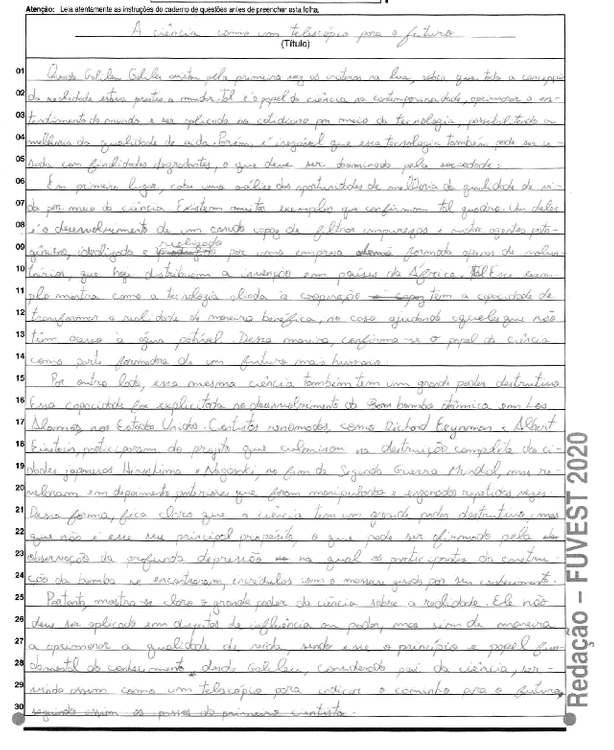 Atenção: Leia atentamente as instruções do caderno de questões antes de preencher esta folha.
A ciência como um telescópio para o futuro
(Título)
01 Quando Galileu Galilei avistou pela primeira vez as crateras na lua, sabia que toda a concepção
02 da realidade estava prestes a mudar. Tal é o papel da ciência na contemporaneidade, aprimorar o en-
03 tendimento do mundo e ser aplicada no cotidiano por meio da tecnologia, possibilitando a
04 melhoria da qualidade de vida. Porém, é inegável que essa tecnologia também pode ser u-
05 sada com finalidades degradantes, o que deve ser pela sociedade.
06 Em primeiro lugar, cabe uma análise das oportunidades de melhoria da qualidade de vi-
07 da por meio da ciência. Existem muitos exemplos que confirmam tal quadro. Um deles
08 é o desenvolvimento de um canudo capaz de filtrar impurezas e matar agentes pato-
09 gênicos, idealizado e realizado por uma empresa formada apenas de volun-
10 tários, que hoje distribuem a invenção em países da África. Esse exem-
11 plo mostra como a tecnologia aliada à cooperação tem a capacidade de
12 transformar a realidade de maneira benéfica, no caso ajudando aqueles que não
13 têm acesso à água potável. Dessa maneira, confirma-se o papel da ciência
14 como parte formadora de um futuro mais humano.
15 Por outro lado, essa mesma ciência também tem um grande poder destrutivo.
16 Essa capacidade foi explicitada no desenvolvimento da bomba atômica em Los
17 Alamos, nos Estados Unidos. Cientistas renomados, como Richard Feynman e Albert
18 Einstein, participaram do projeto que culminou na destruição completa das ci-
19 dades japonesas Hiroshima e Nagasaki, no fim da Segunda Guerra Mundial, mas re-
20 velaram em depoimentos posteriores que foram manipulados e enganados repetidas vezes.
21 Dessa forma, fica claro que a ciência tem um grande poder destrutivo, mas
22 que não é esse seu principal propósito, o que pode ser afirmado pela
23 observação da profunda depressão na qual os participantes da constru-
24 ção da bomba se encontravam, incrédulos com o massacre gerado por seu conhecimento.
25 Portanto, mostra-se claro o grande poder da ciência sobre a realidade. Ele não
26 deve ser aplicado em disputas de influência ou poder, mas sim de maneira
27 a aprimorar a qualidade de vida, sendo esse o princípio e papel fun-
28 damental do conhecimento desde Galileu, considerado pai da ciência, ser-
29 vindo assim como um telescópio para indicar o caminho para o futuro,
30 seguindo assim os passos do primeiro cientista.
Redação – FUVEST 2020